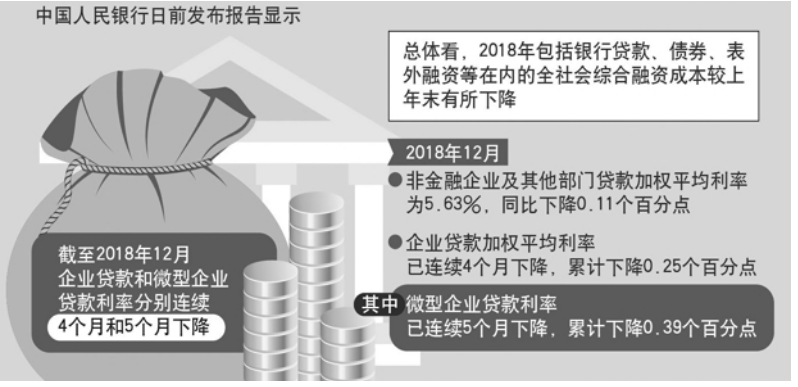 中国人民银行日前发布报告显示
总体看，2018年包括银行贷款、债券、表
外融资等在内的全社会综合融资成本较上
年末有所下降
2018年12月
●非金融企业及其他部门贷款加权平均利率
为5.63%，同比下降0.11个百分点
●企业贷款加权平均利率
已连续4个月下降，累计下降0.25个百分点
其中 微型企业贷款利率
已连续5个月下降，累计下降0.39个百分点
截至2018年12月
企业贷款和微型企业
贷款利率分别连续
4个月和5个月下降